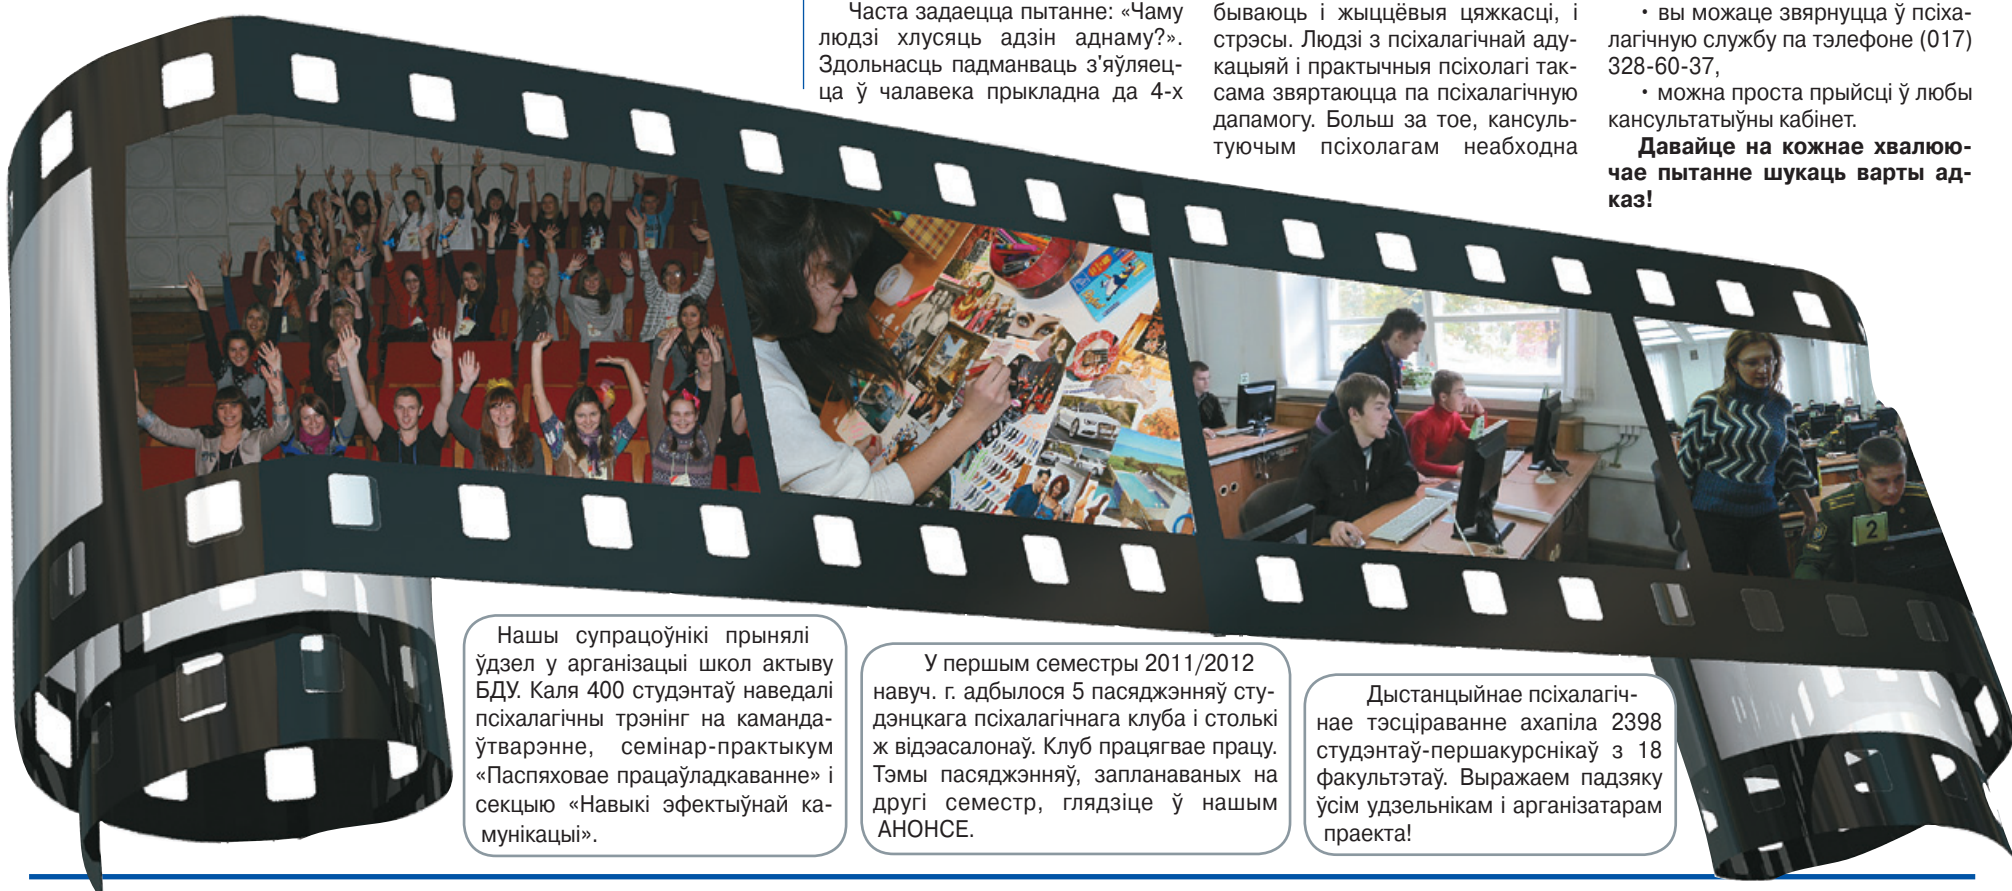 Часта задаецца пытанне: «Чаму
людзі хлусяць адзін аднаму?».
Здольнасць падманваць з'яўляец-
ца ў чалавека прыкладна да 4-х
бываюць і жыццёвыя цяжкасці, і
стрэсы. Людзі з псіхалагічнай аду-
кацыяй і практычныя псіхолагі так-
сама звяртаюцца па псіхалагічную
дапамогу. Больш за тое, кансуль-
туючым псіхолагам неабходна
• вы можаце звярнуцца ў псіха-
лагічную службу па тэлефоне (017)
328-60-37,
• можна проста прыйсці ў любы
кансультатыўны кабінет.
Давайце на кожнае хвалюю-
чае пытанне шукаць варты ад-
каз!
2
Нашы супрацоўнікі прынялі
ўдзел у арганізацыі школ актыву
БДУ. Каля 400 студэнтаў наведалі
псіхалагічны трэнінг на каманда-
ўтварэнне, семінар-практыкум
«Паспяховае працаўладкаванне» і
секцыю «Навыкі эфектыўнай ка-
мунікацыі».
У першым семестры 2011/2012
навуч. г. адбылося 5 пасяджэнняў сту-
дэнцкага псіхалагічнага клуба і столькі
ж відэасалонаў. Клуб працягвае працу.
Тэмы пасяджэнняў, запланаваных на
другі семестр, глядзіце ў нашым
АНОНСЕ.
Дыстанцыйнае псіхалагіч-
нае тэсціраванне ахапіла 2398
студэнтаў-першакурснікаў з 18
факультэтаў. Выражаем падзяку
ўсім удзельнікам і арганізатарам
праекта!